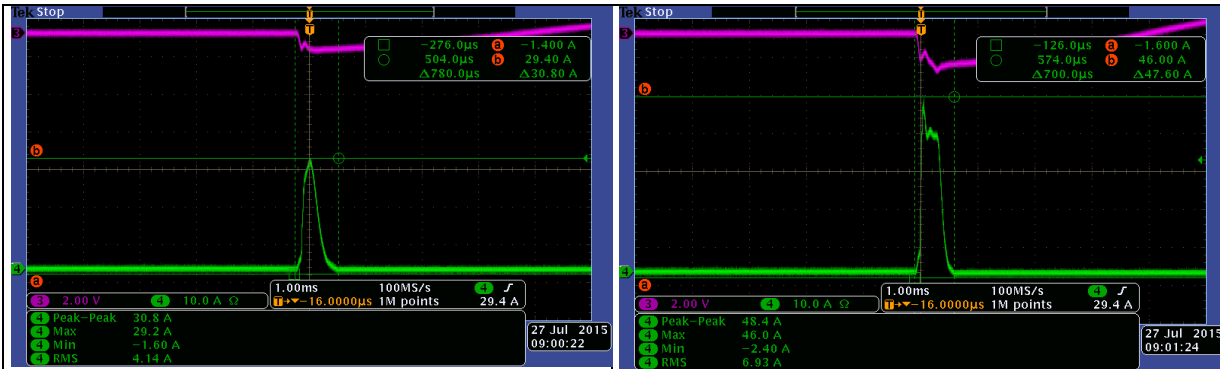 Tek Stop
T
T
3
−276.0µs a −1.400 A
504.0µs b 29.40 A
Δ780.0µs Δ30.80 A
b
4
a
1.00ms 100MS/s 4
T→▼−16.0000µs 1M points 29.4 A
3 2.00 V 4 10.0 A Ω
4 Peak−Peak 30.8 A
4 Max 29.2 A
4 Min −1.60 A
4 RMS 4.14 A
27 Jul 2015
09:00:22
Tek Stop
T
T
3
−126.0µs a −1.600 A
574.0µs b 46.00 A
Δ700.0µs Δ47.60 A
b
4
a
1.00ms 100MS/s 4
T→▼−16.0000µs 1M points 29.4 A
3 2.00 V 4 10.0 A Ω
4 Peak−Peak 48.4 A
4 Max 46.0 A
4 Min −2.40 A
4 RMS 6.93 A
27 Jul 2015
09:01:24